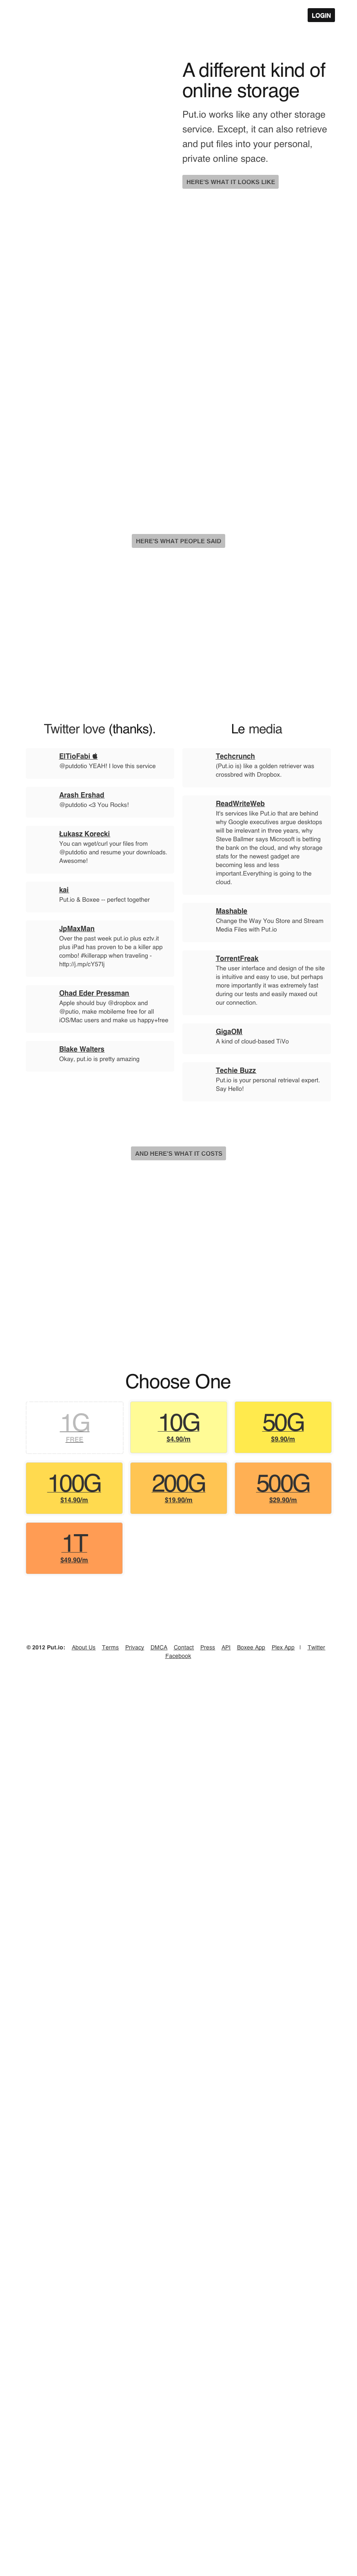 LOGIN
A different kind of
online storage
Put.io works like any other storage
service. Except, it can also retrieve
and put files into your personal,
private online space.
HERE'S WHAT IT LOOKS LIKE
HERE'S WHAT PEOPLE SAID
Twitter love (thanks).
ElTioFabi
@putdotio YEAH! I love this service
Arash Ershad
@putdotio <3 You Rocks!
Łukasz Korecki
You can wget/curl your files from
@putdotio and resume your downloads.
Awesome!
kai
Put.io & Boxee -- perfect together
JpMaxMan
Over the past week put.io plus eztv.it
plus iPad has proven to be a killer app
combo! #killerapp when traveling -
http://j.mp/cY57Ij
Ohad Eder Pressman
Apple should buy @dropbox and
@putio, make mobileme free for all
iOS/Mac users and make us happy+free
Blake Walters
Okay, put.io is pretty amazing
Le media
Techcrunch
(Put.io is) like a golden retriever was
crossbred with Dropbox.
ReadWriteWeb
It's services like Put.io that are behind
why Google executives argue desktops
will be irrelevant in three years, why
Steve Ballmer says Microsoft is betting
the bank on the cloud, and why storage
stats for the newest gadget are
becoming less and less
important.Everything is going to the
cloud.
Mashable
Change the Way You Store and Stream
Media Files with Put.io
TorrentFreak
The user interface and design of the site
is intuitive and easy to use, but perhaps
more importantly it was extremely fast
during our tests and easily maxed out
our connection.
GigaOM
A kind of cloud-based TiVo
Techie Buzz
Put.io is your personal retrieval expert.
Say Hello!
AND HERE'S WHAT IT COSTS
Choose One
1G
FREE
10G
$4.90/m
50G
$9.90/m
100G
$14.90/m
200G
$19.90/m
500G
$29.90/m
1T
$49.90/m
© 2012 Put.io: About Us Terms Privacy DMCA Contact Press API Boxee App Plex App | Twitter
Facebook